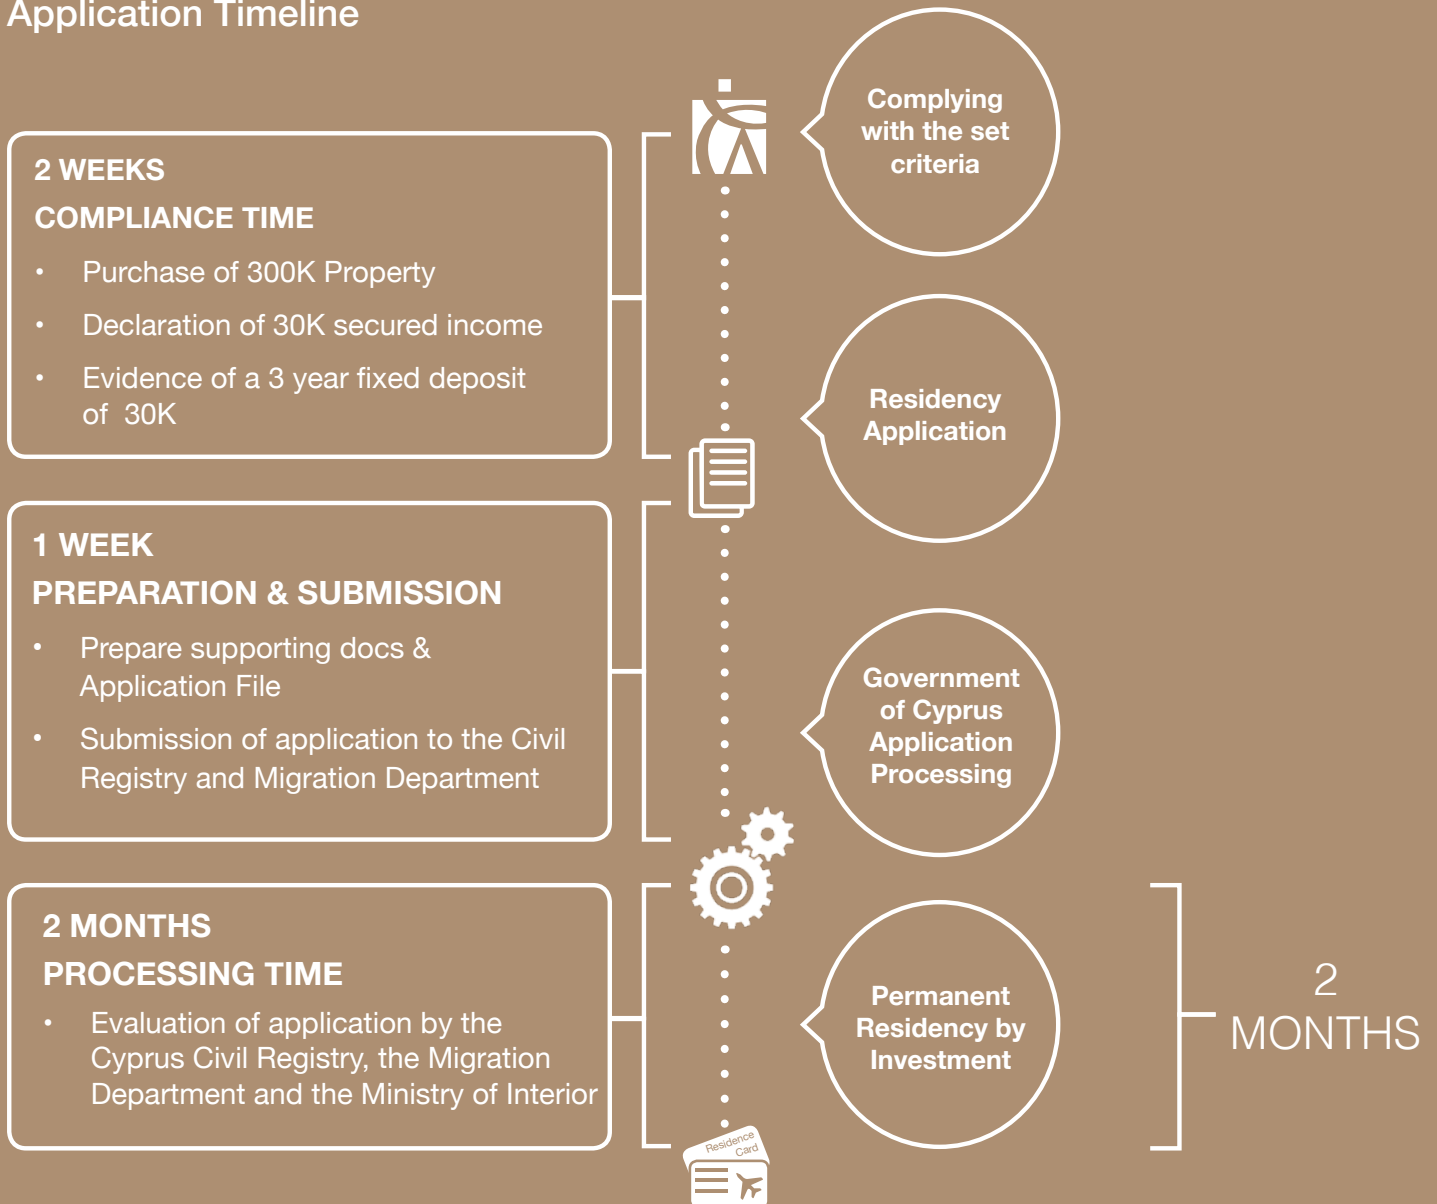 Application Timeline
2 WEEKS
COMPLIANCE TIME
• Purchase of 300K Property
• Declaration of 30K secured income
• Evidence of a 3 year fixed deposit
of 30K
1 WEEK
PREPARATION & SUBMISSION
• Prepare supporting docs &
Application File
• Submission of application to the Civil
Registry and Migration Department
2 MONTHS
PROCESSING TIME
• Evaluation of application by the
Cyprus Civil Registry, the Migration
Department and the Ministry of Interior
Complying
with the set
criteria
Residency
Application
Government
of Cyprus
Application
Processing
Permanent
Residency by
Investment
2
MONTHS
Residence
Card